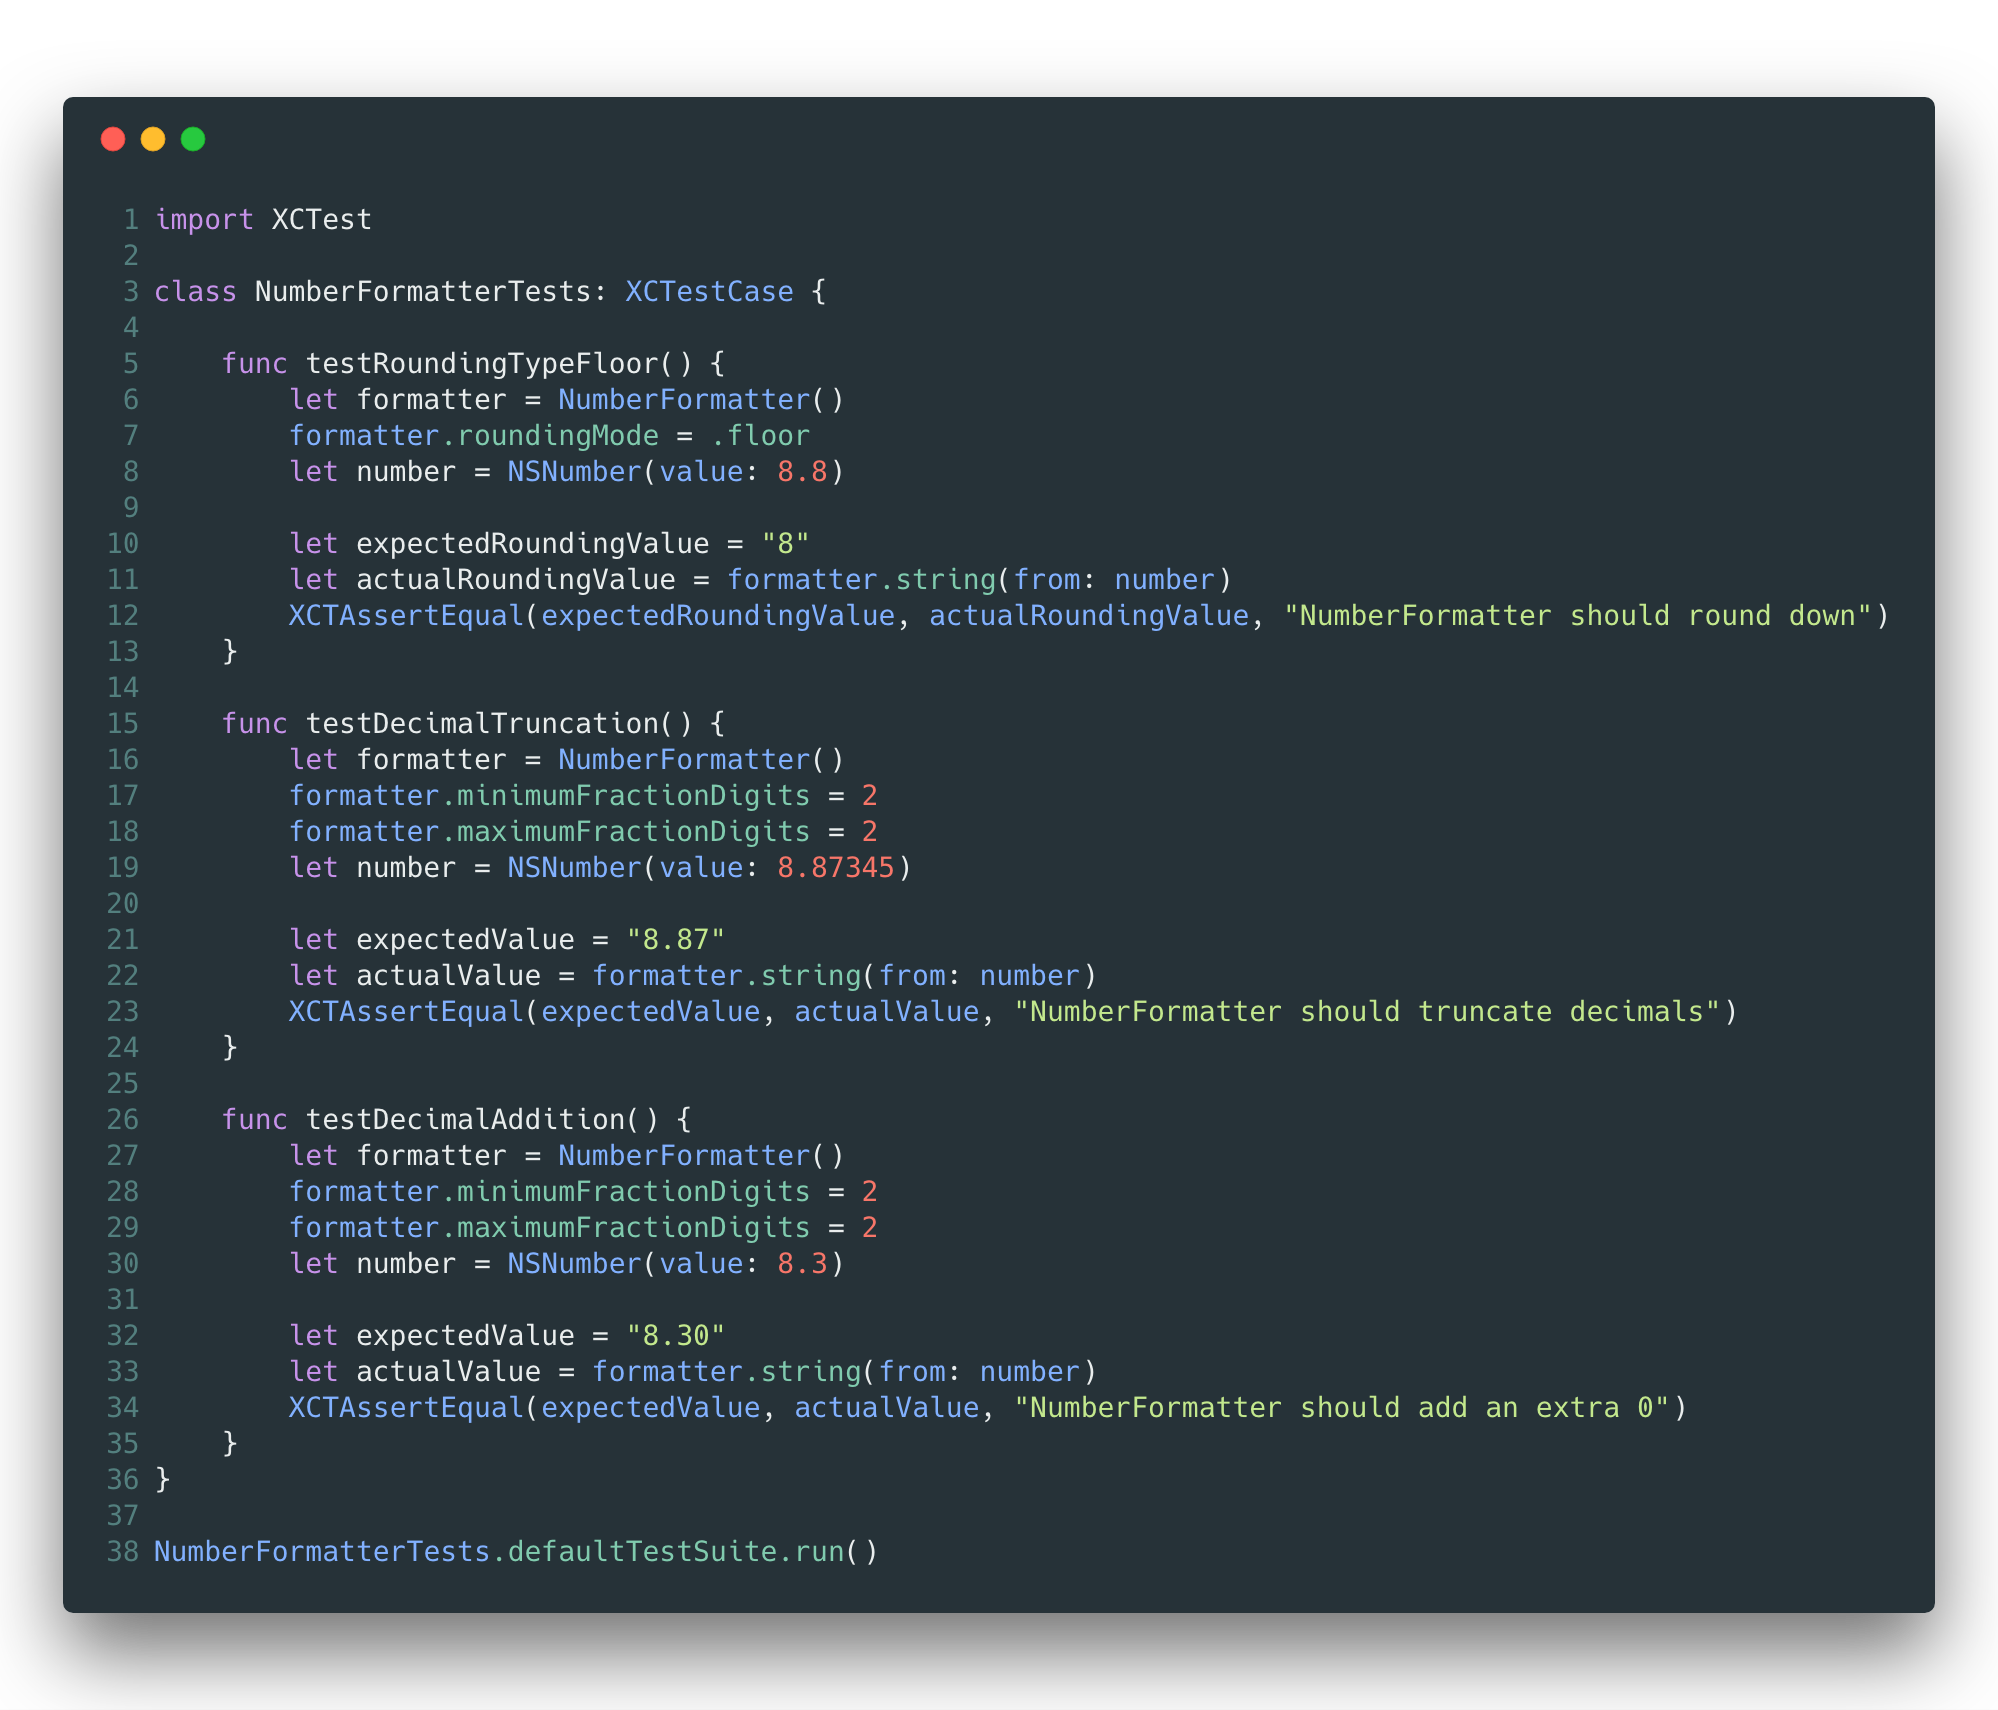 1 import XCTest
2
3 class NumberFormatterTests: XCTestCase {
4
5     func testRoundingTypeFloor() {
6         let formatter = NumberFormatter()
7         formatter.roundingMode = .floor
8         let number = NSNumber(value: 8.8)
9
10         let expectedRoundingValue = "8"
11         let actualRoundingValue = formatter.string(from: number)
12         XCTAssertEqual(expectedRoundingValue, actualRoundingValue, "NumberFormatter should round down")
13     }
14
15     func testDecimalTruncation() {
16         let formatter = NumberFormatter()
17         formatter.minimumFractionDigits = 2
18         formatter.maximumFractionDigits = 2
19         let number = NSNumber(value: 8.87345)
20
21         let expectedValue = "8.87"
22         let actualValue = formatter.string(from: number)
23         XCTAssertEqual(expectedValue, actualValue, "NumberFormatter should truncate decimals")
24     }
25
26     func testDecimalAddition() {
27         let formatter = NumberFormatter()
28         formatter.minimumFractionDigits = 2
29         formatter.maximumFractionDigits = 2
30         let number = NSNumber(value: 8.3)
31
32         let expectedValue = "8.30"
33         let actualValue = formatter.string(from: number)
34         XCTAssertEqual(expectedValue, actualValue, "NumberFormatter should add an extra 0")
35     }
36 }
37
38 NumberFormatterTests.defaultTestSuite.run()